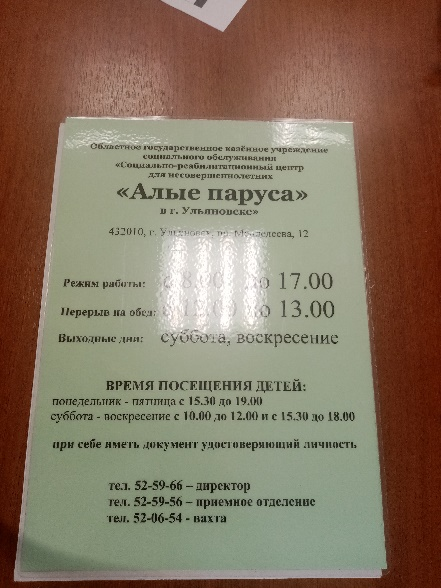 Областное государственное казённое учреждение
социального обслуживания
«Социально-реабилитационный центр
для несовершеннолетних
«Алые паруса»
в г. Ульяновске»
432010, г. Ульяновск, пр. Менделеева, 12
Режим работы: с 8.00 до 17.00
Перерыв на обед: с 12.00 до 13.00
Выходные дни: суббота, воскресение
ВРЕМЯ ПОСЕЩЕНИЯ ДЕТЕЙ:
понедельник - пятница с 15.30 до 19.00
суббота - воскресение с 10.00 до 12.00 и с 15.30 до 18.00
при себе иметь документ удостоверяющий личность
тел. 52-59-66 – директор
тел. 52-59-56 – приемное отделение
тел. 52-06-54 - вахта